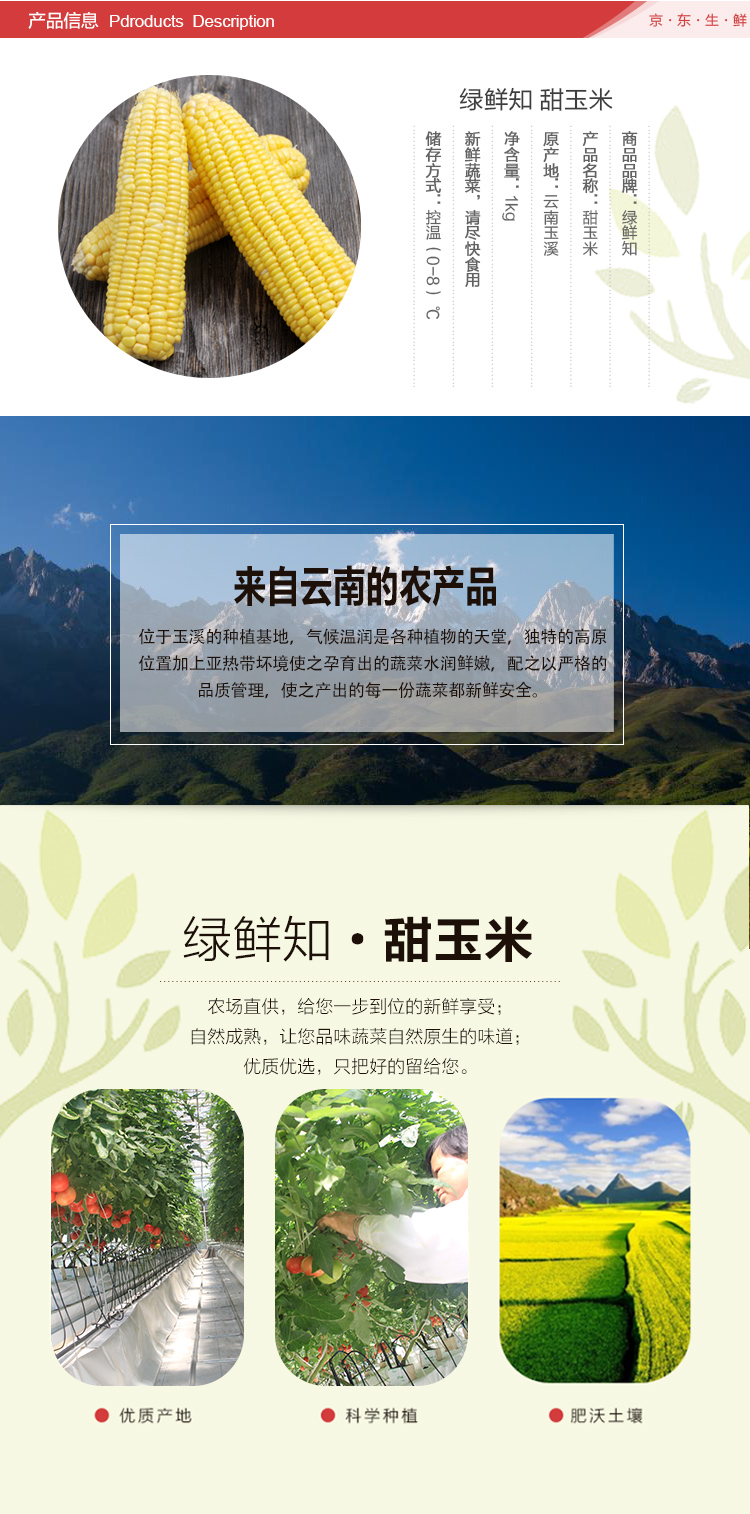 产品信息 Pdroducts Description
京·东·生·鲜
绿鲜知 甜玉米
商品品牌：绿鲜知
产品名称：甜玉米
原产地：云南玉溪
净含量：1kg
新鲜蔬菜，请尽快食用
储存方式：控温（0-8）℃
来自云南的农产品
位于玉溪的种植基地，气候温润是各种植物的天堂，独特的高原
位置加上亚热带坏境使之孕育出的蔬菜水润鲜嫩，配之以严格的
品质管理，使之产出的每一份蔬菜都新鲜安全。
绿鲜知·甜玉米
农场直供，给您一步到位的新鲜享受；
自然成熟，让您品味蔬菜自然原生的味道；
优质优选，只把好的留给您。
优质产地
科学种植
肥沃土壤